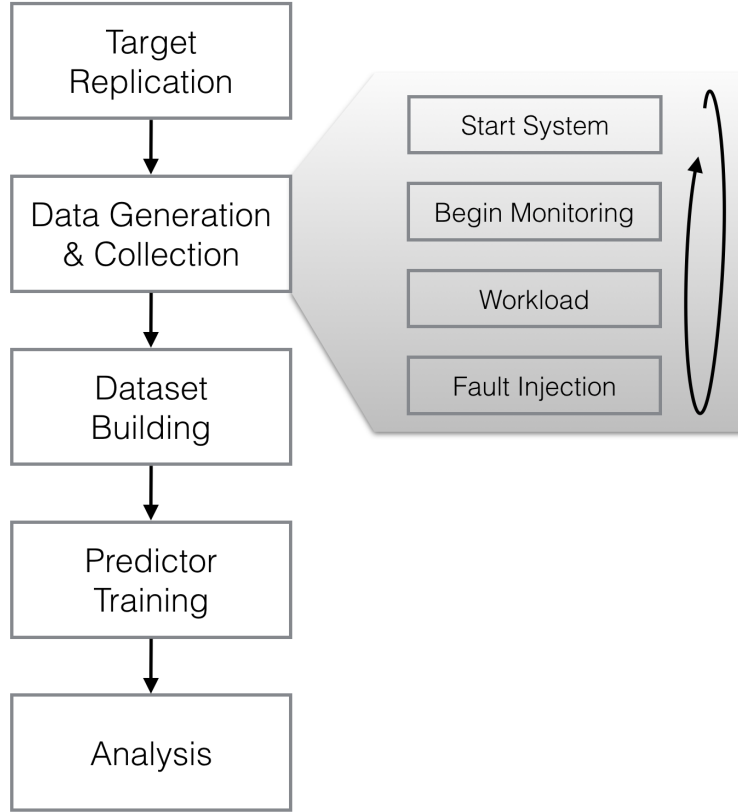 Target
Replication
Data Generation
& Collection
Dataset
Building
Predictor
Training
Analysis
Start System
Begin Monitoring
Workload
Fault Injection